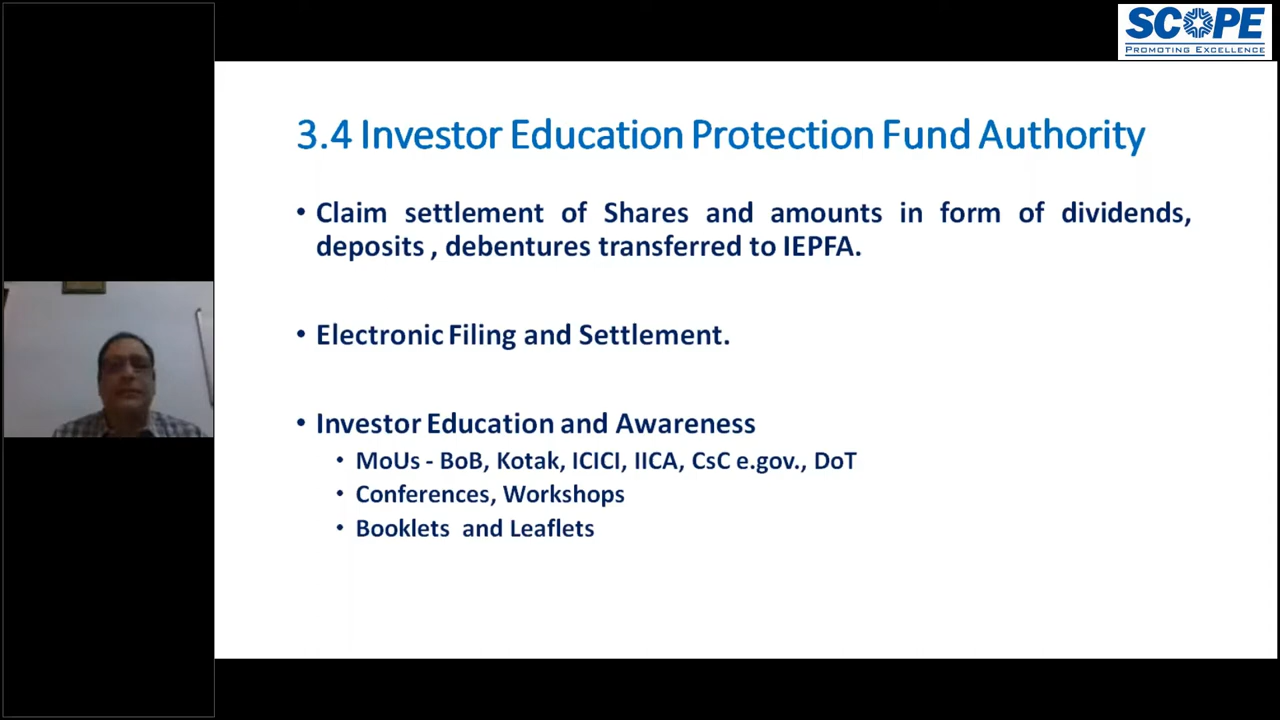 SCOPE
PROMOTING EXCELLENCE
3.4 Investor Education Protection Fund Authority
• Claim settlement of Shares and amounts in form of dividends,
deposits , debentures transferred to IEPFA.
• Electronic Filing and Settlement.
• Investor Education and Awareness
• MoUs - BoB, Kotak, ICICI, IICA, CsC e.gov., DoT
• Conferences, Workshops
• Booklets and Leaflets